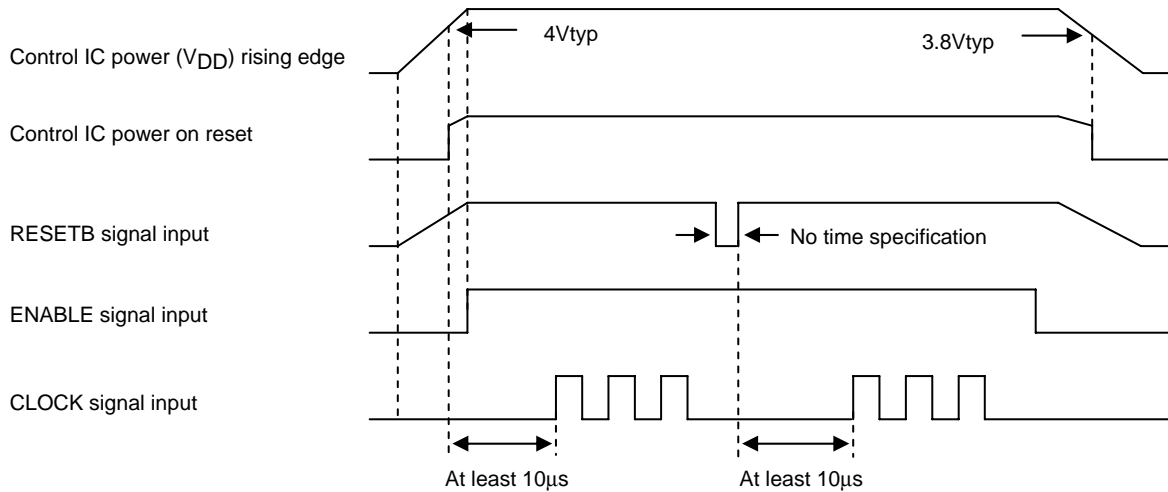 4Vtyp
3.8Vtyp
Control IC power (VDD) rising edge
Control IC power on reset
RESETB signal input
No time specification
ENABLE signal input
CLOCK signal input
At least 10μs
At least 10μs